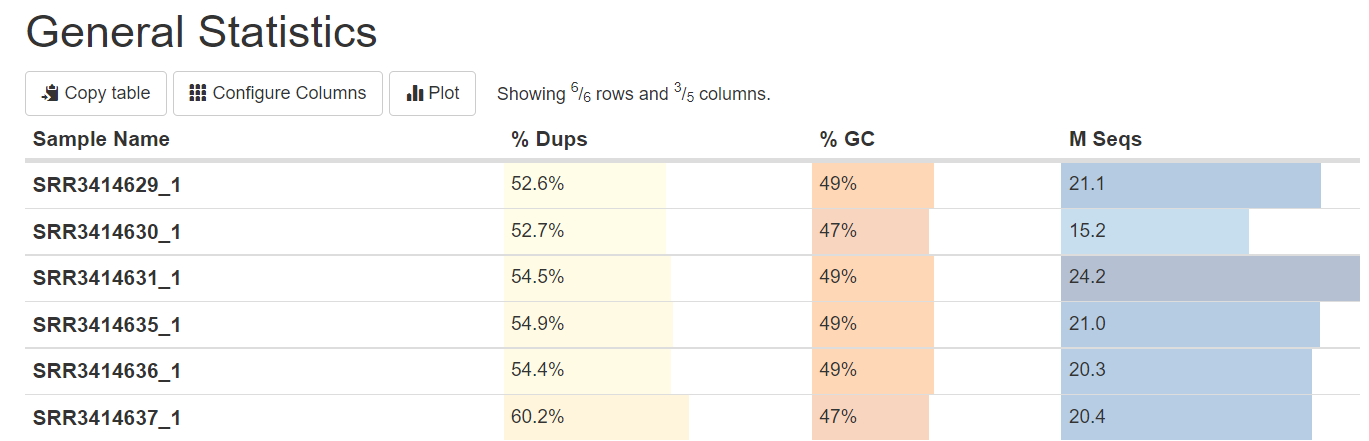 General Statistics
Copy table Configure Columns Plot Showing 6/6 rows and 3/5 columns.
Sample Name % Dups % GC M Seqs
SRR3414629_1 52.6% 49% 21.1
SRR3414630_1 52.7% 47% 15.2
SRR3414631_1 54.5% 49% 24.2
SRR3414635_1 54.9% 49% 21.0
SRR3414636_1 54.4% 49% 20.3
SRR3414637_1 60.2% 47% 20.4